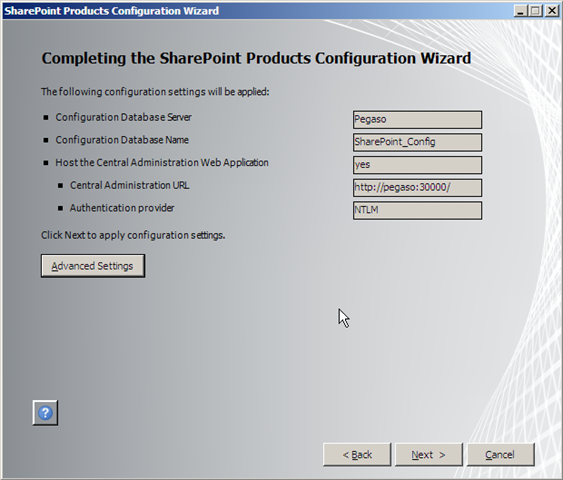 SharePoint Products Configuration Wizard
Completing the SharePoint Products Configuration Wizard
The following configuration settings will be applied:
Configuration Database Server Pegaso
Configuration Database Name SharePoint_Config
Host the Central Administration Web Application yes
Central Administration URL http://pegaso:30000/
Authentication provider NTLM
Click Next to apply configuration settings.
Advanced Settings
?
< Back Next > Cancel